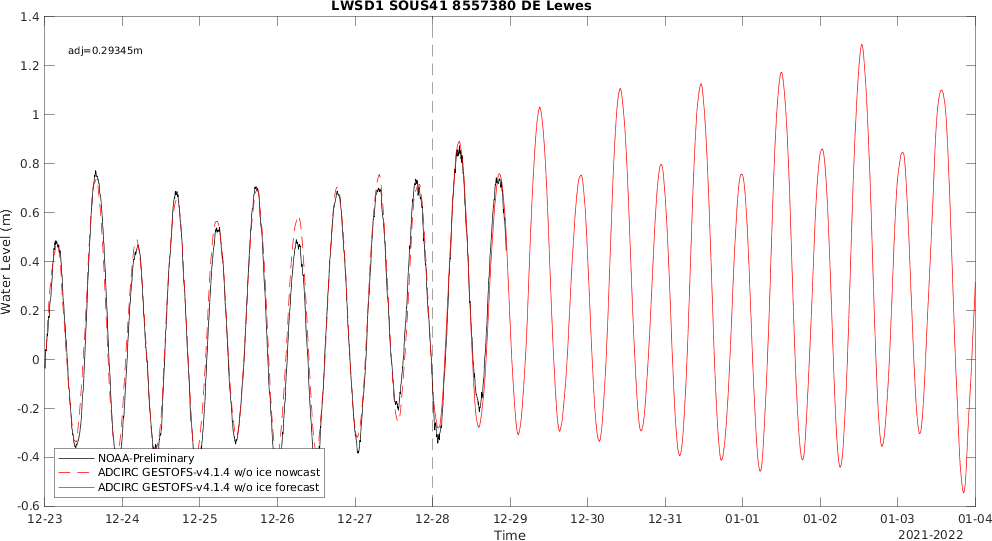 LWSD1 SOUS41 8557380 DE Lewes
adj=0.29345m
1.4
1.2
1
0.8
0.6
0.4
0.2
0
-0.2
-0.4
-0.6
Water Level (m)
NOAA-Preliminary
ADCIRC GESTOFS-v4.1.4 w/o ice nowcast
ADCIRC GESTOFS-v4.1.4 w/o ice forecast
12-23 12-24 12-25 12-26 12-27 12-28 12-29 12-30 12-31 01-01 01-02 01-03 01-04
Time
2021-2022